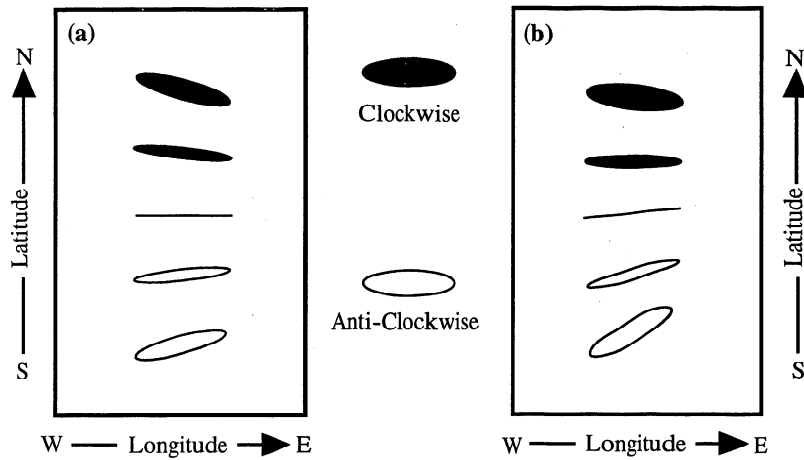 (a)
N
Latitude
S
W Longitude E
Clockwise
Anti-Clockwise
(b)
N
Latitude
S
W Longitude E